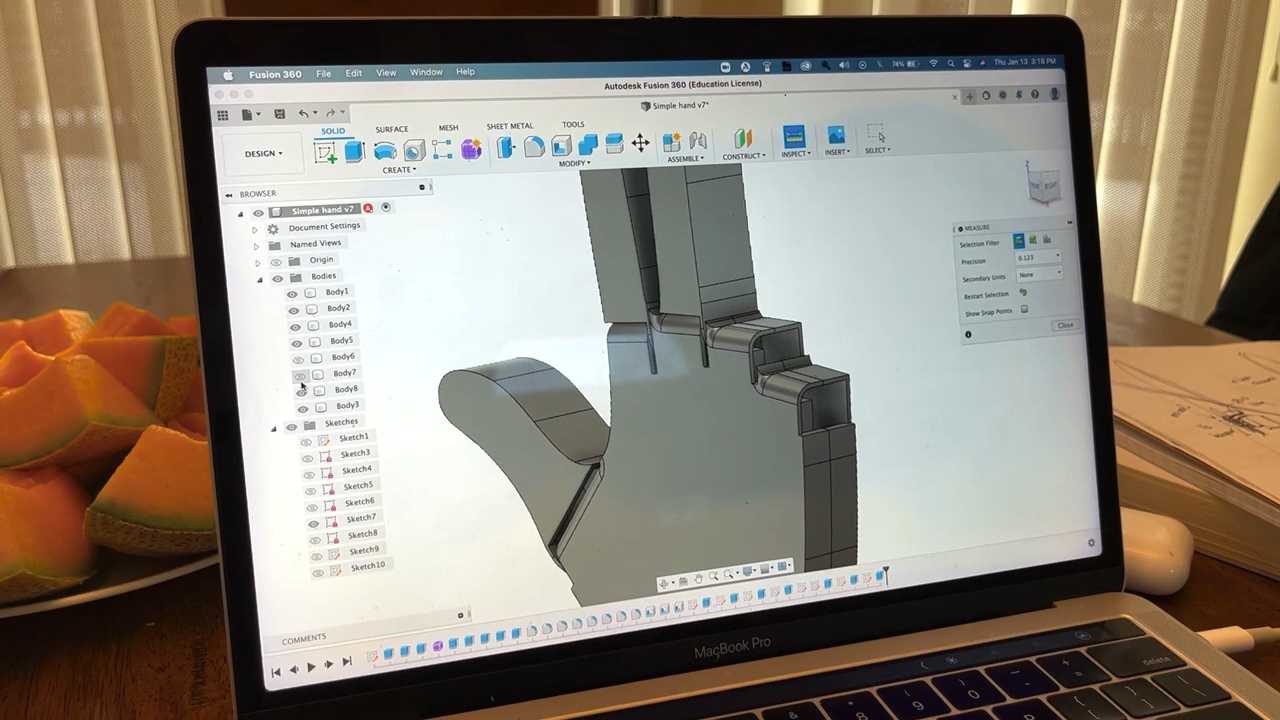 Fusion 360 File Edit View Window Help
74% Thu Jan 13 3:18 PM
Autodesk Fusion 360 (Education License)
Simple hand v7*
SOLID SURFACE MESH SHEET METAL TOOLS
DESIGN
CREATE MODIFY ASSEMBLE CONSTRUCT INSPECT INSERT SELECT
BROWSER
Simple hand v7
Document Settings
Named Views
Origin
Bodies
Body1
Body2
Body4
Body5
Body6
Body7
Body8
Body3
Sketches
Sketch1
Sketch3
Sketch4
Sketch5
Sketch6
Sketch7
Sketch8
Sketch9
Sketch10
Z
RIGHT
MEASURE
Selection Filter
Precision 0.123
Secondary Units None
Restart Selection
Show Snap Points
Close
COMMENTS
MacBook Pro
delete